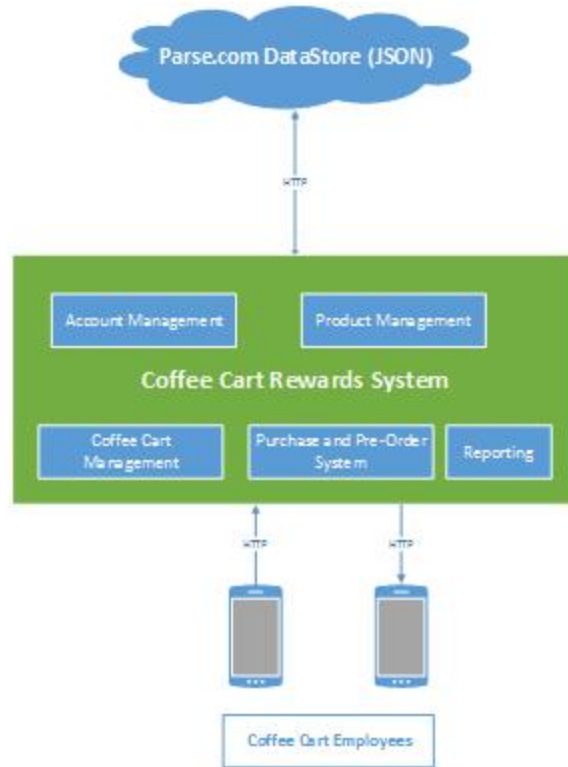 Parse.com DataStore (JSON)
HTTP
Account Management
Product Management
Coffee Cart Rewards System
Coffee Cart
Management
Purchase and Pre-Order
System
Reporting
HTTP
HTTP
Coffee Cart Employees